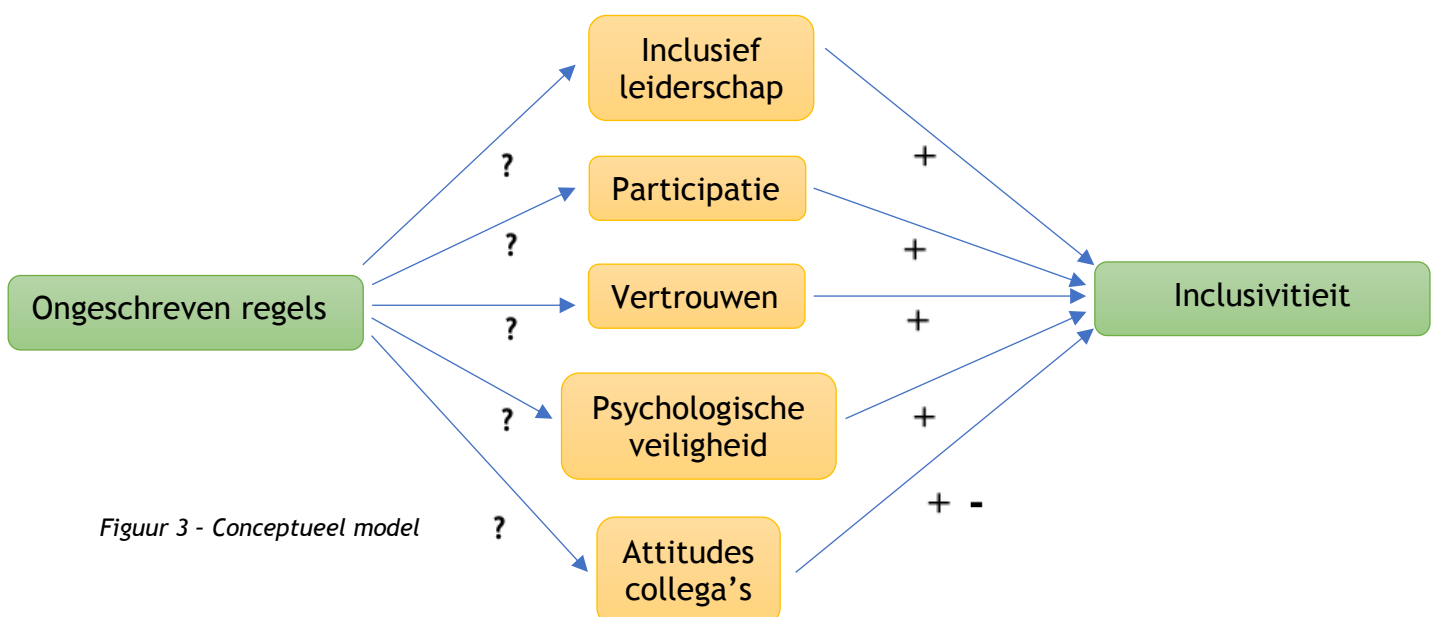 Inclusief
leiderschap
?
+
Participatie
?
+
Ongeschreven regels
Vertrouwen
Inclusivitieit
?
+
Psychologische
veiligheid
?
+
+ -
Figuur 3 – Conceptueel model
?
Attitudes
collega's